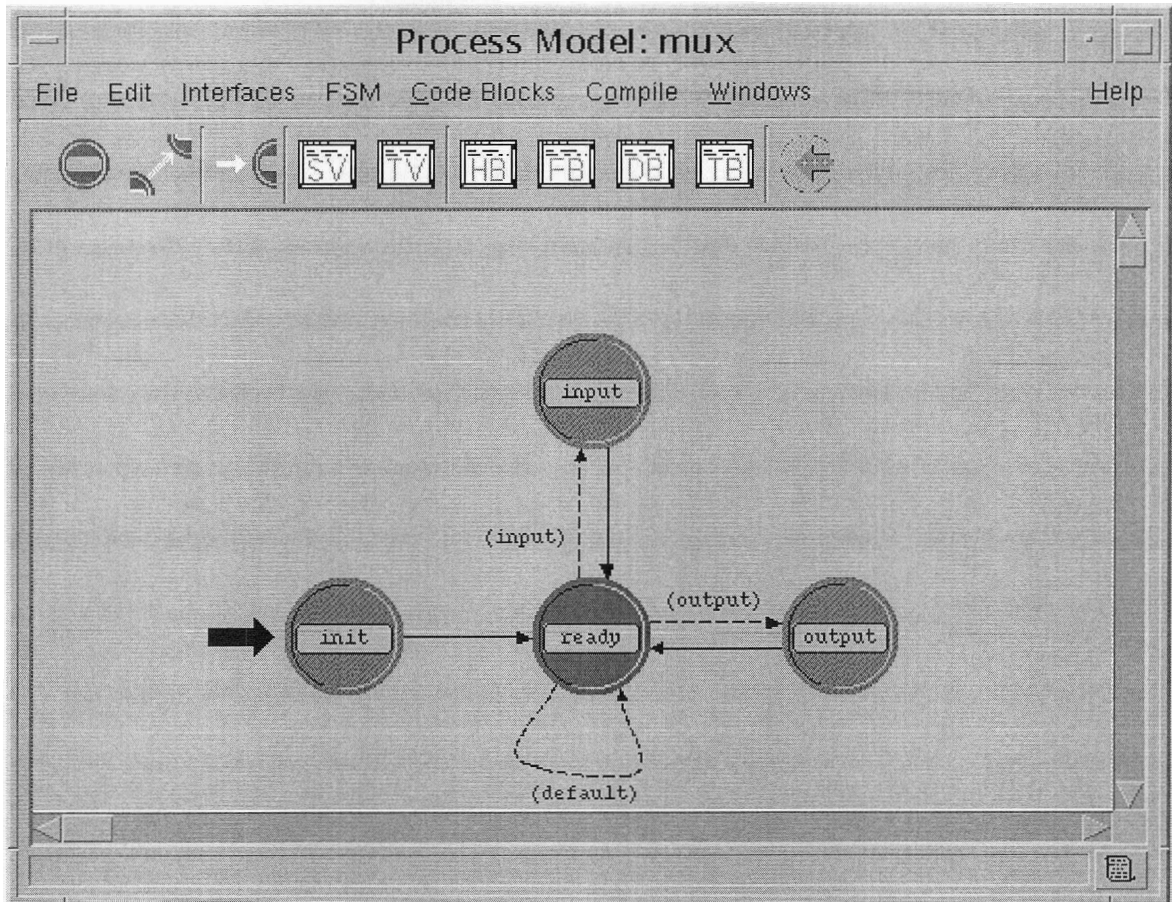 Process Model: mux
File Edit Interfaces FSM Code Blocks Compile Windows Help
SV TV HB FB DB TB
input
(input)
(output)
init
ready
output
(default)